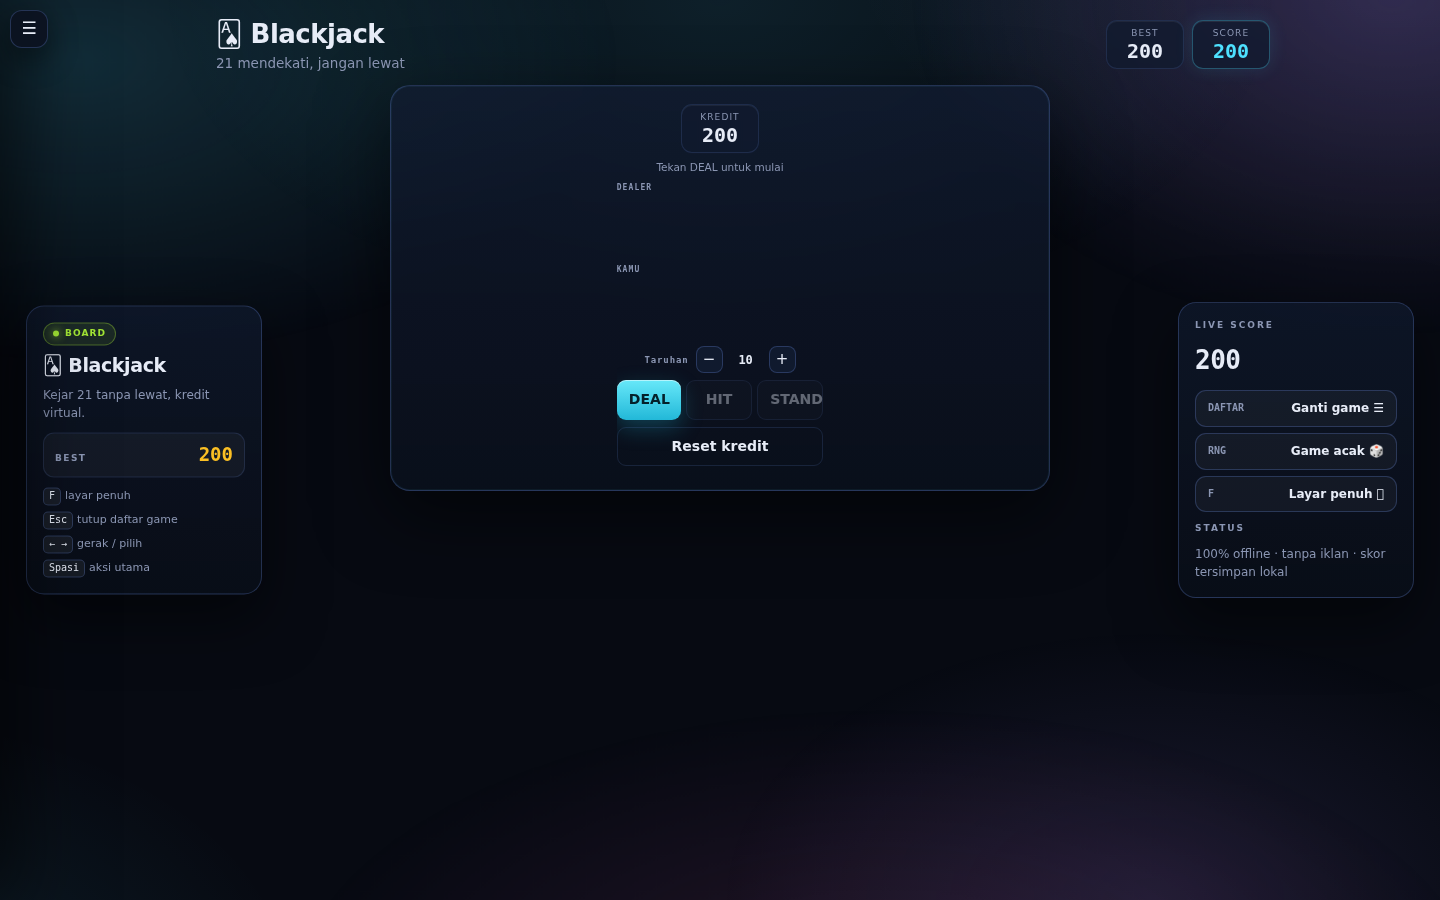 ☰
🂡 Blackjack
21 mendekati, jangan lewat
BEST
200
SCORE
200
KREDIT
200
Tekan DEAL untuk mulai
DEALER
KAMU
Taruhan − 10 +
DEAL HIT STAND
Reset kredit
BOARD
🂡 Blackjack
Kejar 21 tanpa lewat, kredit
virtual.
BEST 200
F layar penuh
Esc tutup daftar game
← → gerak / pilih
Spasi aksi utama
LIVE SCORE
200
DAFTAR Ganti game ☰
RNG Game acak 🎲
F Layar penuh
STATUS
100% offline · tanpa iklan · skor
tersimpan lokal